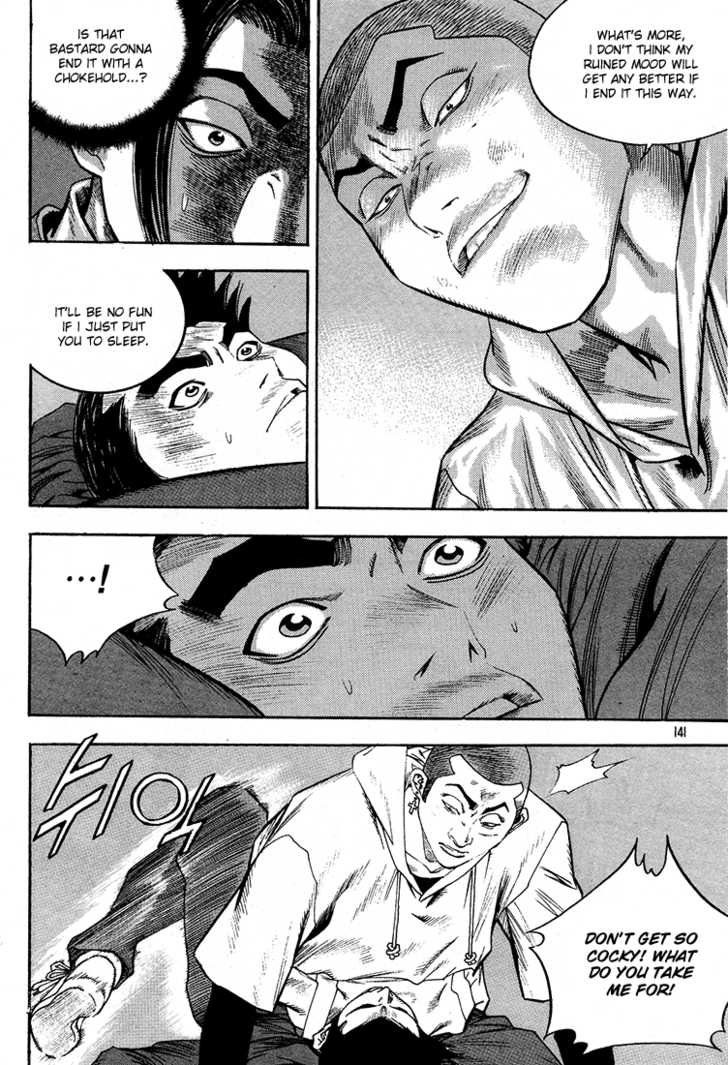 IS THAT
BASTARD GONNA
END IT WITH A
CHOKEHOLD...?
IT'LL BE NO FUN
IF I JUST PUT
YOU TO SLEEP.
WHAT'S MORE,
I DON'T THINK MY
RUINED MOOD WILL
GET ANY BETTER IF
I END IT THIS WAY.
...!
141
DON'T GET SO
COCKY! WHAT
DO YOU TAKE
ME FOR!